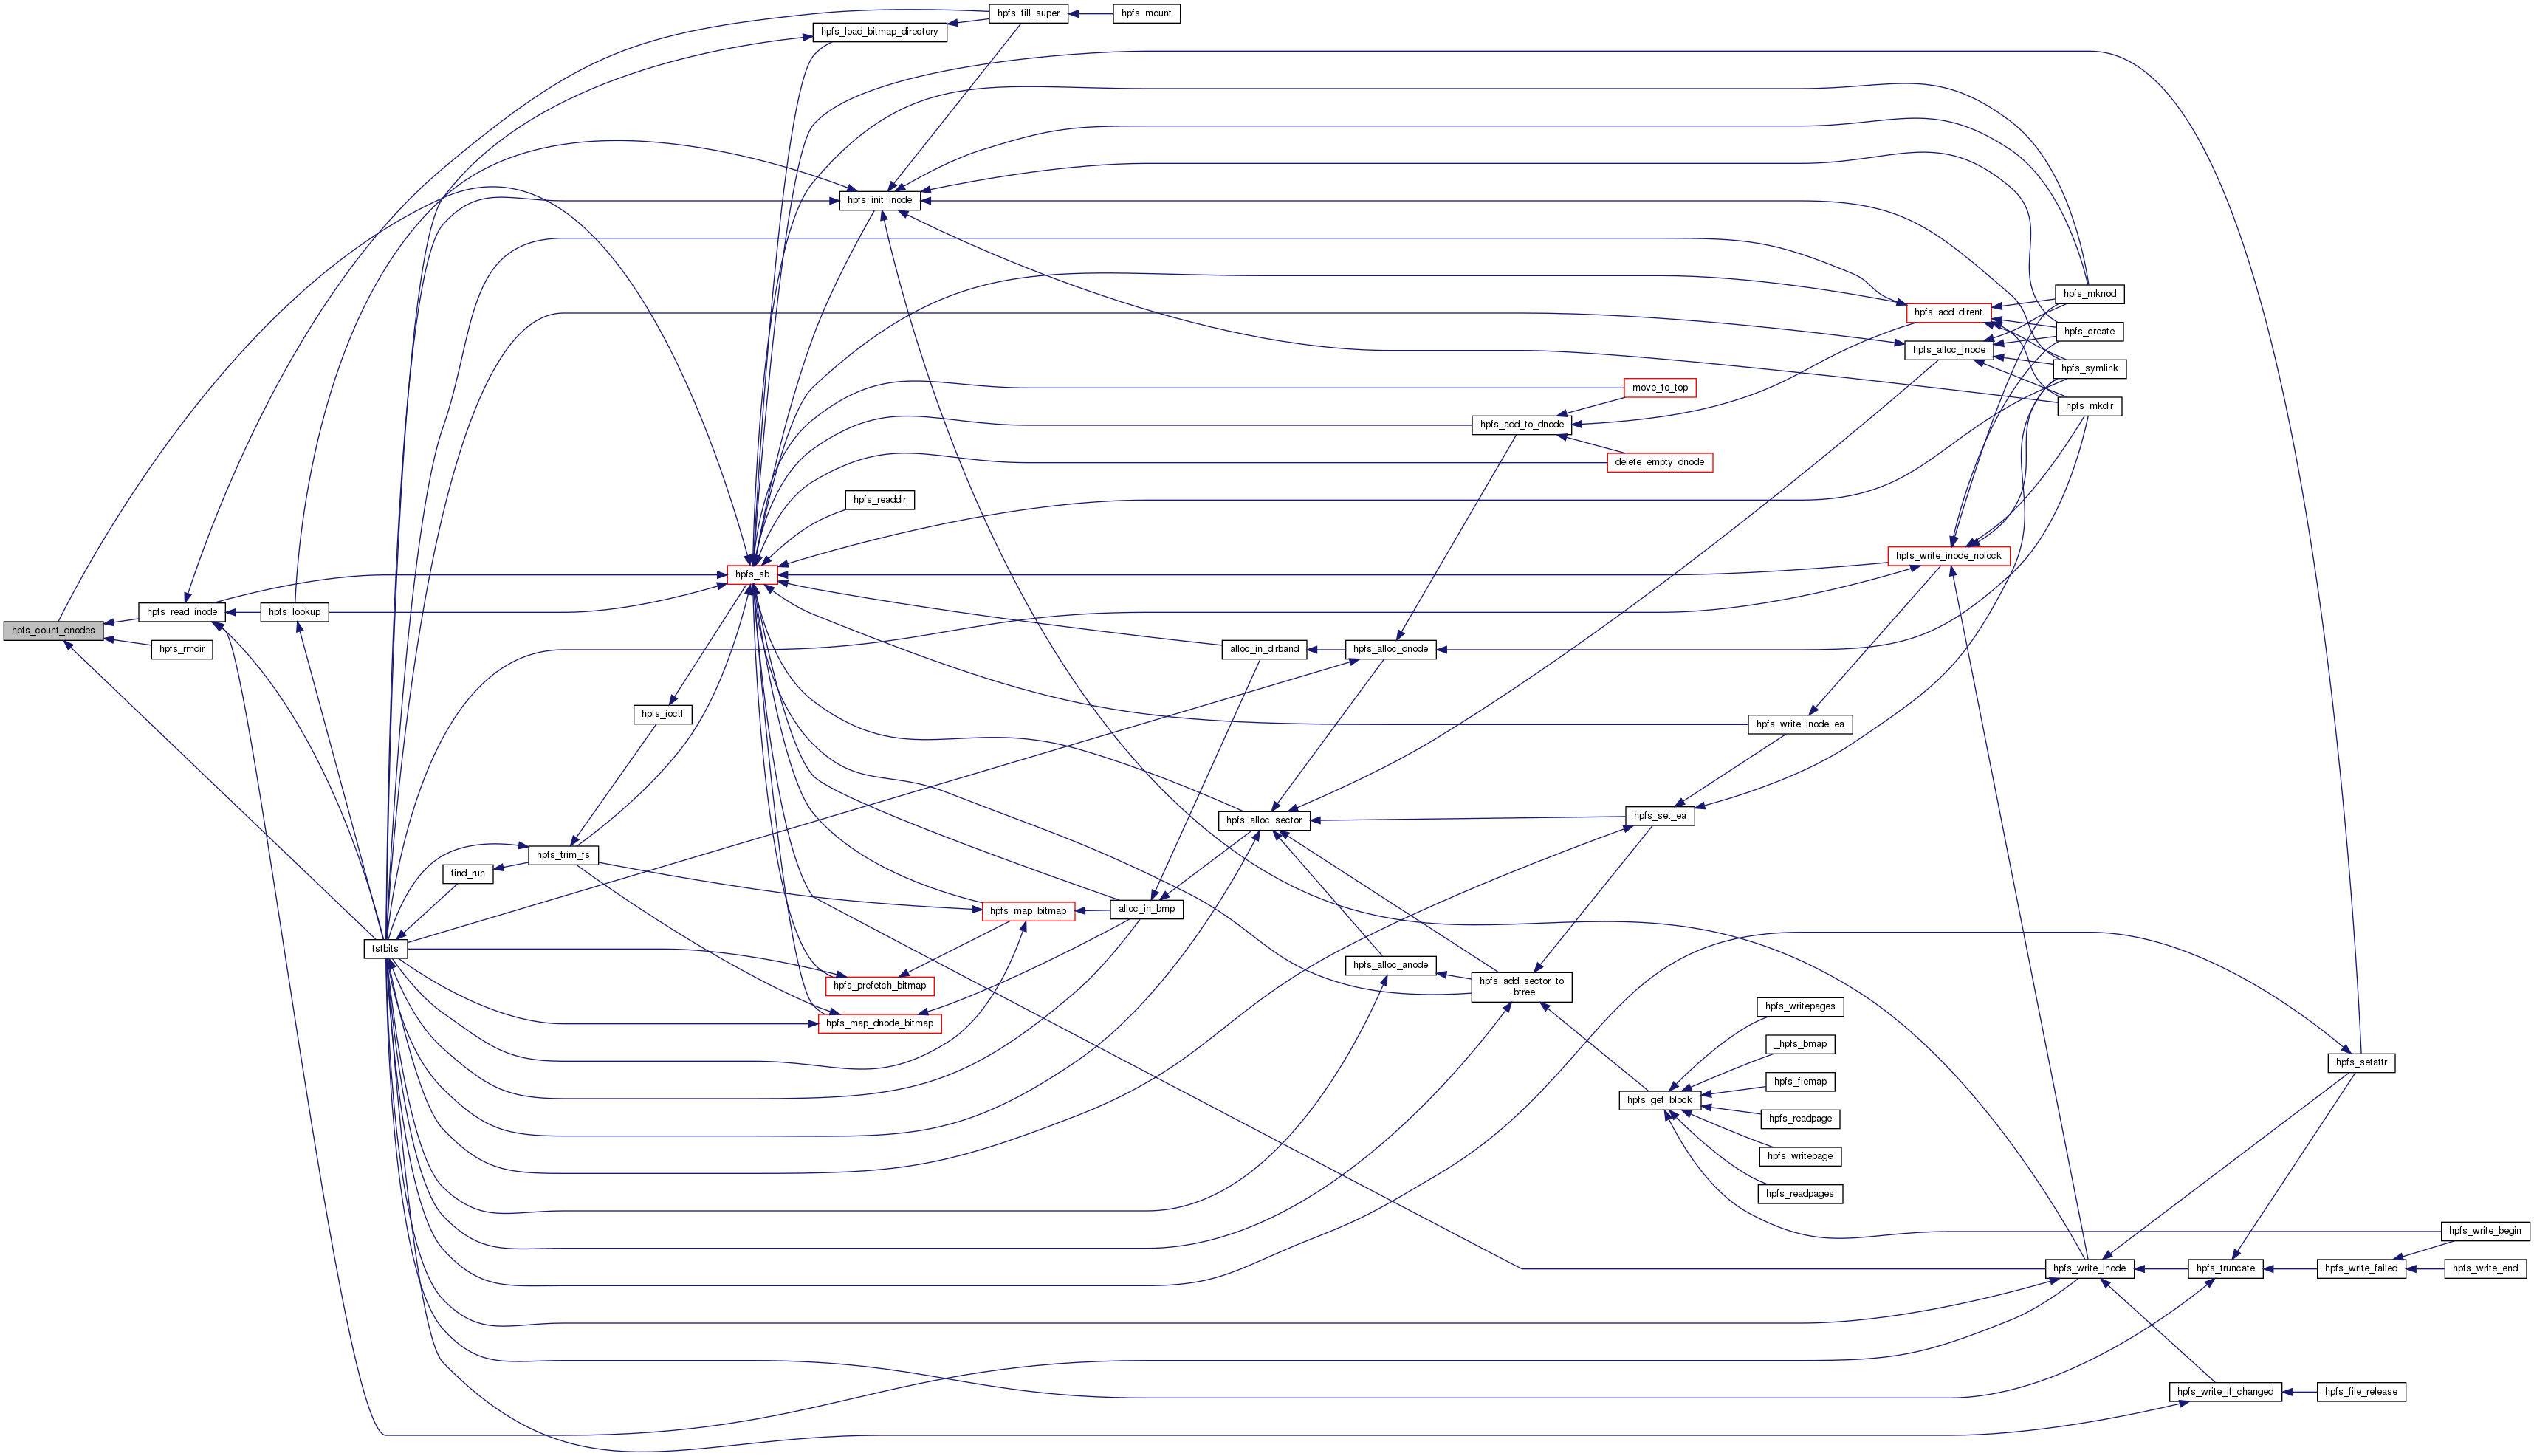 hpfs_fill_super
hpfs_mount
hpfs_load_bitmap_directory
hpfs_init_inode
hpfs_mknod
hpfs_add_dirent
hpfs_create
hpfs_alloc_fnode
hpfs_symlink
move_to_top
hpfs_mkdir
hpfs_add_to_dnode
delete_empty_dnode
hpfs_readdir
hpfs_write_inode_nolock
hpfs_sb
hpfs_read_inode
hpfs_lookup
hpfs_count_dnodes
hpfs_rmdir
alloc_in_dirband
hpfs_alloc_dnode
hpfs_ioctl
hpfs_write_inode_ea
hpfs_alloc_sector
hpfs_set_ea
hpfs_trim_fs
find_run
hpfs_map_bitmap
alloc_in_bmp
tstbits
hpfs_alloc_anode
hpfs_prefetch_bitmap
hpfs_add_sector_to
_btree
hpfs_writepages
hpfs_map_dnode_bitmap
_hpfs_bmap
hpfs_setattr
hpfs_fiemap
hpfs_get_block
hpfs_readpage
hpfs_writepage
hpfs_readpages
hpfs_write_begin
hpfs_write_inode
hpfs_truncate
hpfs_write_failed
hpfs_write_end
hpfs_write_if_changed
hpfs_file_release